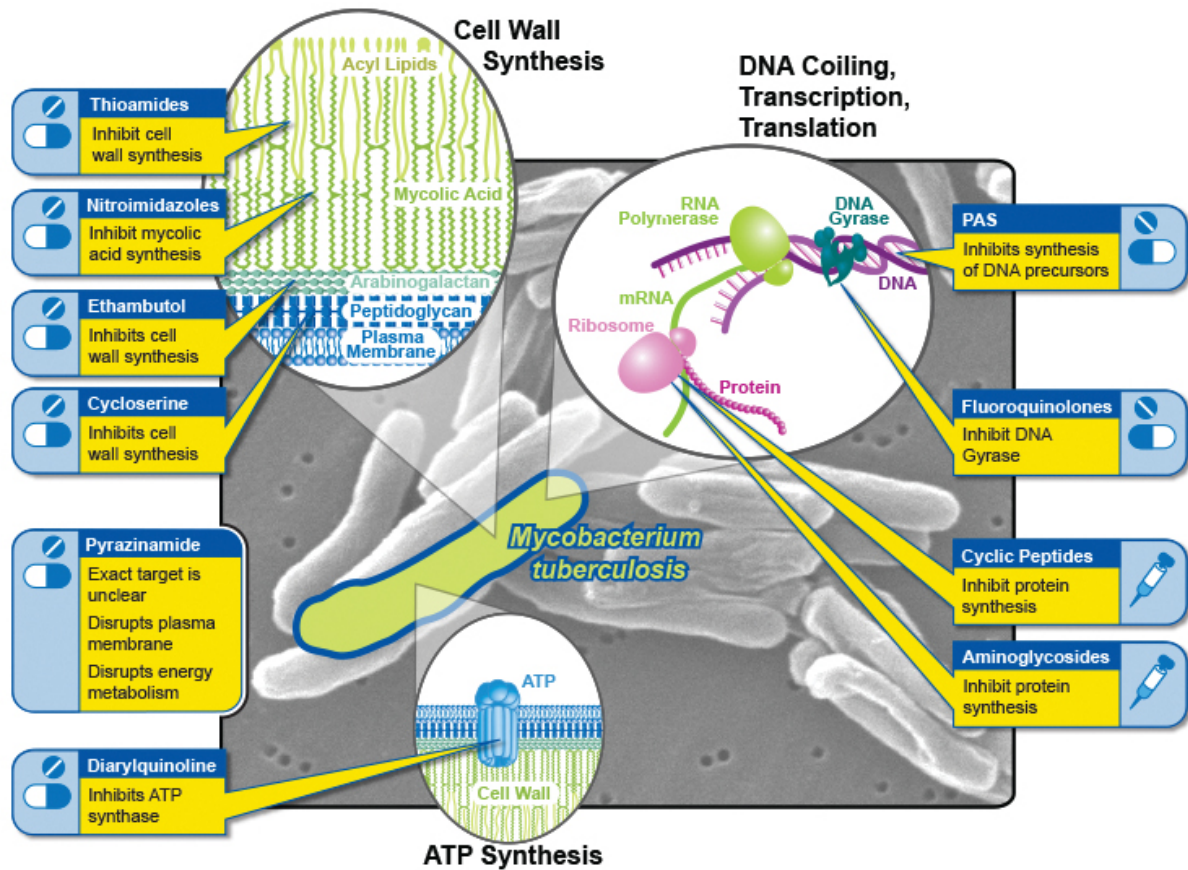 Cell Wall
Synthesis
Acyl Lipids
Mycolic Acid
Arabinogalactan
Peptidoglycan
Plasma
Membrane
Thioamides
Inhibit cell
wall synthesis
Nitroimidazoles
Inhibit mycolic
acid synthesis
Ethambutol
Inhibits cell
wall synthesis
Cycloserine
Inhibits cell
wall synthesis
Pyrazinamide
Exact target is
unclear
Disrupts plasma
membrane
Disrupts energy
metabolism
Diarylquinoline
Inhibits ATP
synthase
DNA Coiling,
Transcription,
Translation
RNA
Polymerase
DNA
Gyrase
DNA
mRNA
Ribosome
Protein
PAS
Inhibits synthesis
of DNA precursors
Fluoroquinolones
Inhibit DNA
Gyrase
Cyclic Peptides
Inhibit protein
synthesis
Aminoglycosides
Inhibit protein
synthesis
Mycobacterium
tuberculosis
ATP
Cell Wall
ATP Synthesis